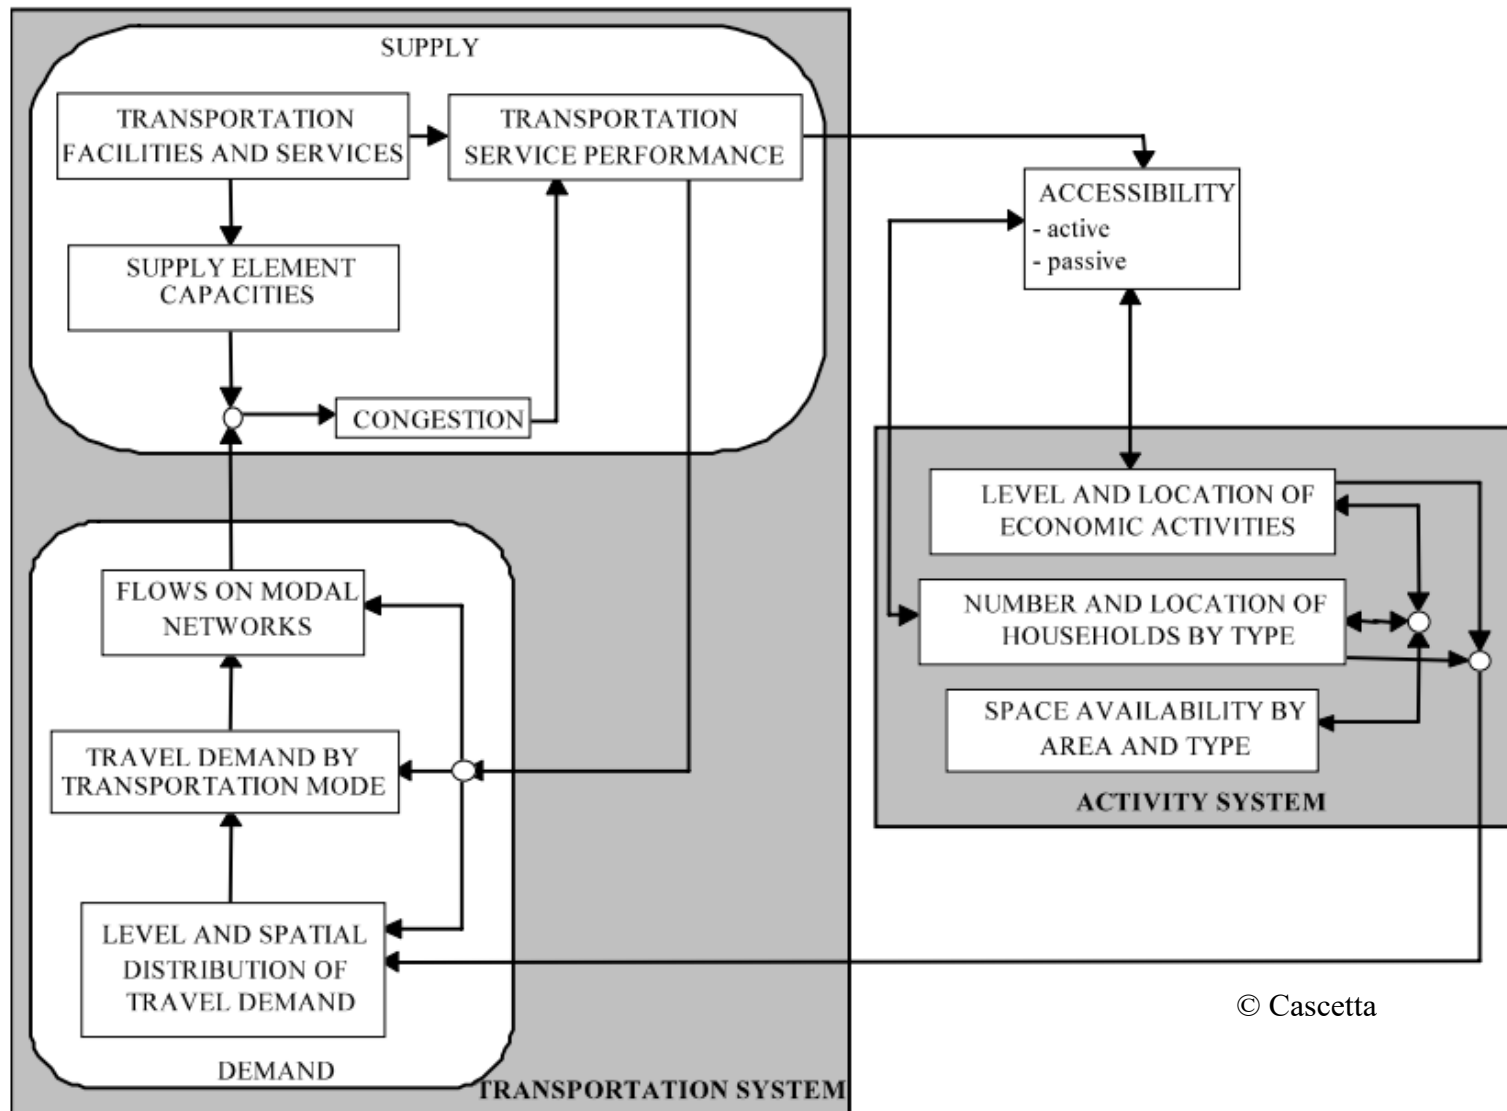 SUPPLY
TRANSPORTATION
FACILITIES AND SERVICES
TRANSPORTATION
SERVICE PERFORMANCE
SUPPLY ELEMENT
CAPACITIES
CONGESTION
ACCESSIBILITY
- active
- passive
FLOWS ON MODAL
NETWORKS
TRAVEL DEMAND BY
TRANSPORTATION MODE
LEVEL AND SPATIAL
DISTRIBUTION OF
TRAVEL DEMAND
DEMAND
TRANSPORTATION SYSTEM
LEVEL AND LOCATION OF
ECONOMIC ACTIVITIES
NUMBER AND LOCATION OF
HOUSEHOLDS BY TYPE
SPACE AVAILABILITY BY
AREA AND TYPE
ACTIVITY SYSTEM
© Cascetta